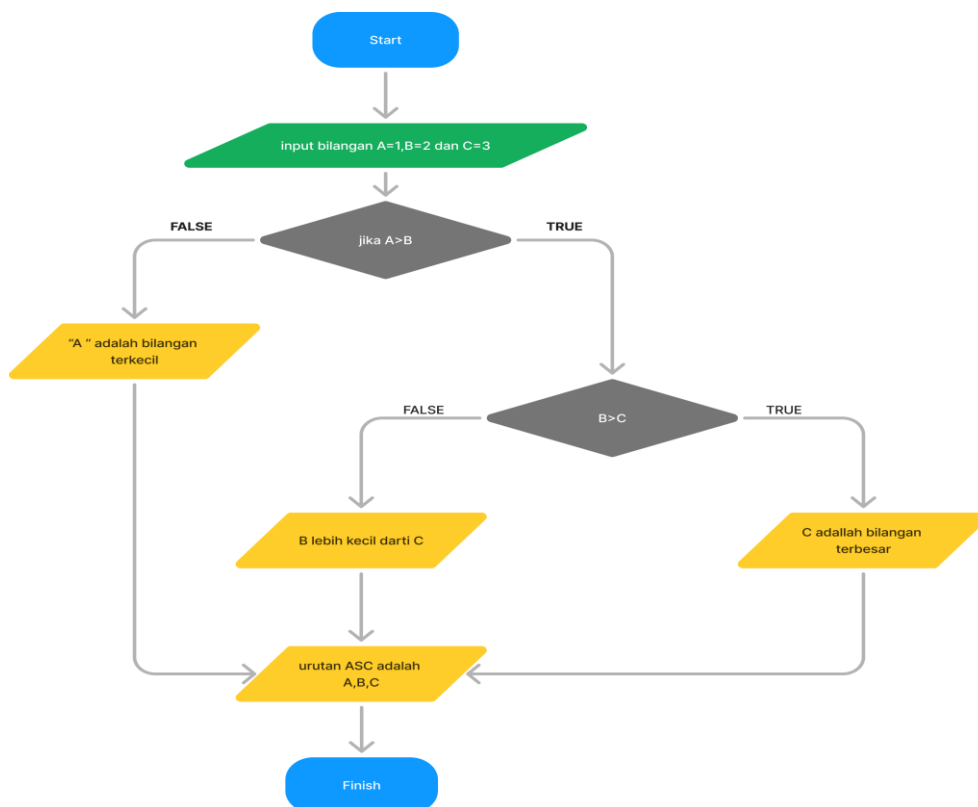 Start
input bilangan A=1,B=2 dan C=3
FALSE
TRUE
jika A>B
“A “ adalah bilangan
terkecil
FALSE
TRUE
B>C
B lebih kecil darti C
C adallah bilangan
terbesar
urutan ASC adalah
A,B,C
Finish